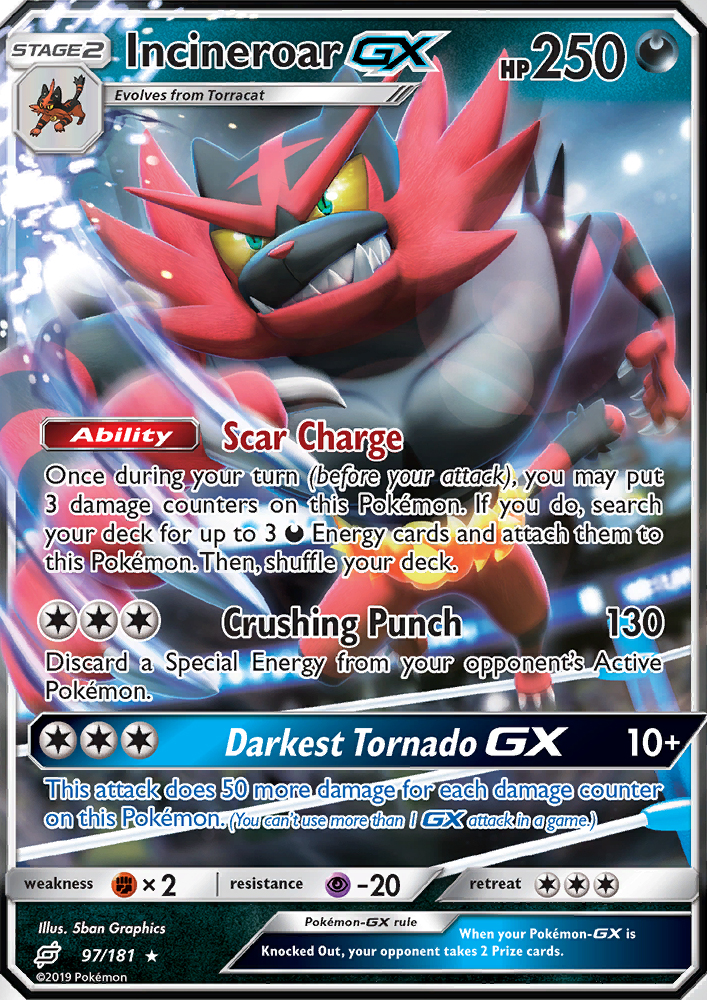 STAGE2
Incineroar GX
HP250
Evolves from Torracat
Ability
Scar Charge
Once during your turn (before your attack), you may put
3 damage counters on this Pokémon. If you do, search
your deck for up to 3 Energy cards and attach them to
this Pokémon. Then, shuffle your deck.
Crushing Punch 130
Discard a Special Energy from your opponent's Active
Pokémon.
Darkest Tornado GX 10+
This attack does 50 more damage for each damage counter
on this Pokémon. (You can't use more than 1 GX attack in a game.)
weakness ×2 resistance -20 retreat
Illus. 5ban Graphics
97/181 ★
©2019 Pokémon
Pokémon-GX rule
When your Pokémon-GX is
Knocked Out, your opponent takes 2 Prize cards.